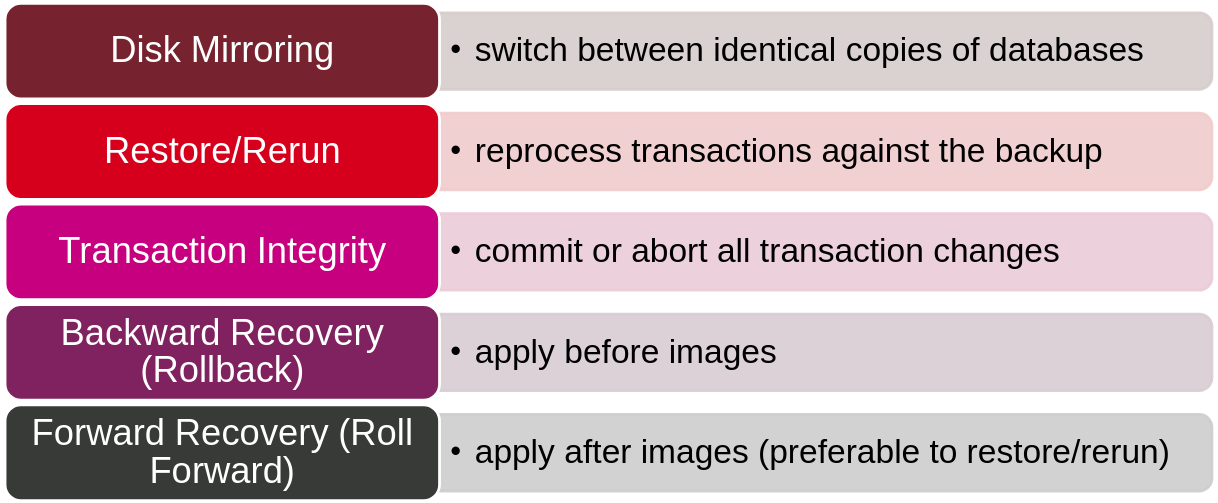 Disk Mirroring
• switch between identical copies of databases
Restore/Rerun
• reprocess transactions against the backup
Transaction Integrity
• commit or abort all transaction changes
Backward Recovery
(Rollback)
• apply before images
Forward Recovery (Roll
Forward)
• apply after images (preferable to restore/rerun)